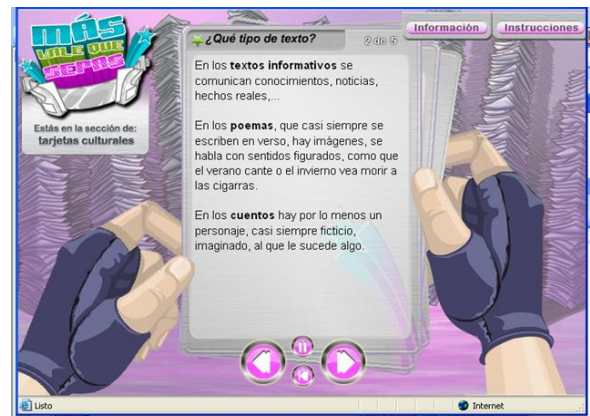 MÁS
VALE QUE
SEPAS
Estás en la sección de:
tarjetas culturales
¿Qué tipo de texto?
2 de 5
Información
Instrucciones
En los textos informativos se
comunican conocimientos, noticias,
hechos reales,...
En los poemas, que casi siempre se
escriben en verso, hay imágenes, se
habla con sentidos figurados, como que
el verano cante o el invierno vea morir a
las cigarras.
En los cuentos hay por lo menos un
personaje, casi siempre ficticio,
imaginado, al que le sucede algo.
Listo
Internet